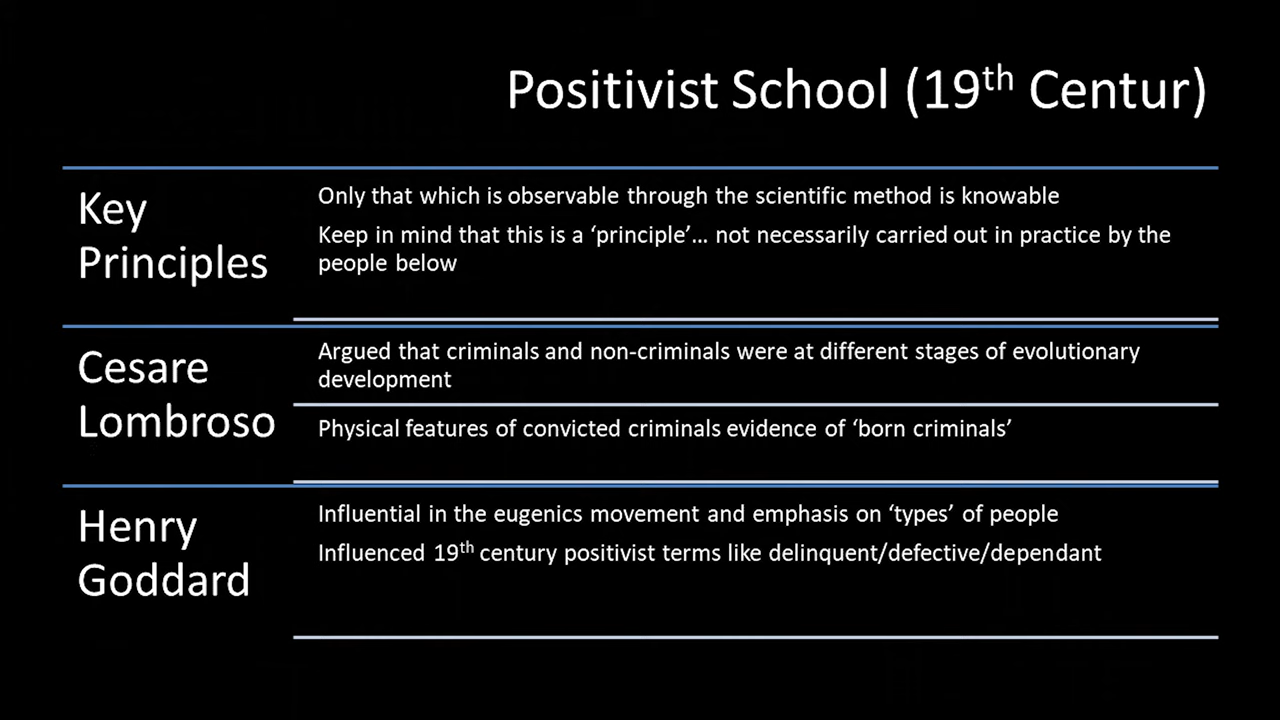 Positivist School (19th Centur)
Key
Principles
Only that which is observable through the scientific method is knowable
Keep in mind that this is a ‘principle’... not necessarily carried out in practice by the
people below
Cesare
Lombroso
Argued that criminals and non-criminals were at different stages of evolutionary
development
Physical features of convicted criminals evidence of ‘born criminals’
Henry
Goddard
Influential in the eugenics movement and emphasis on ‘types’ of people
Influenced 19th century positivist terms like delinquent/defective/dependant